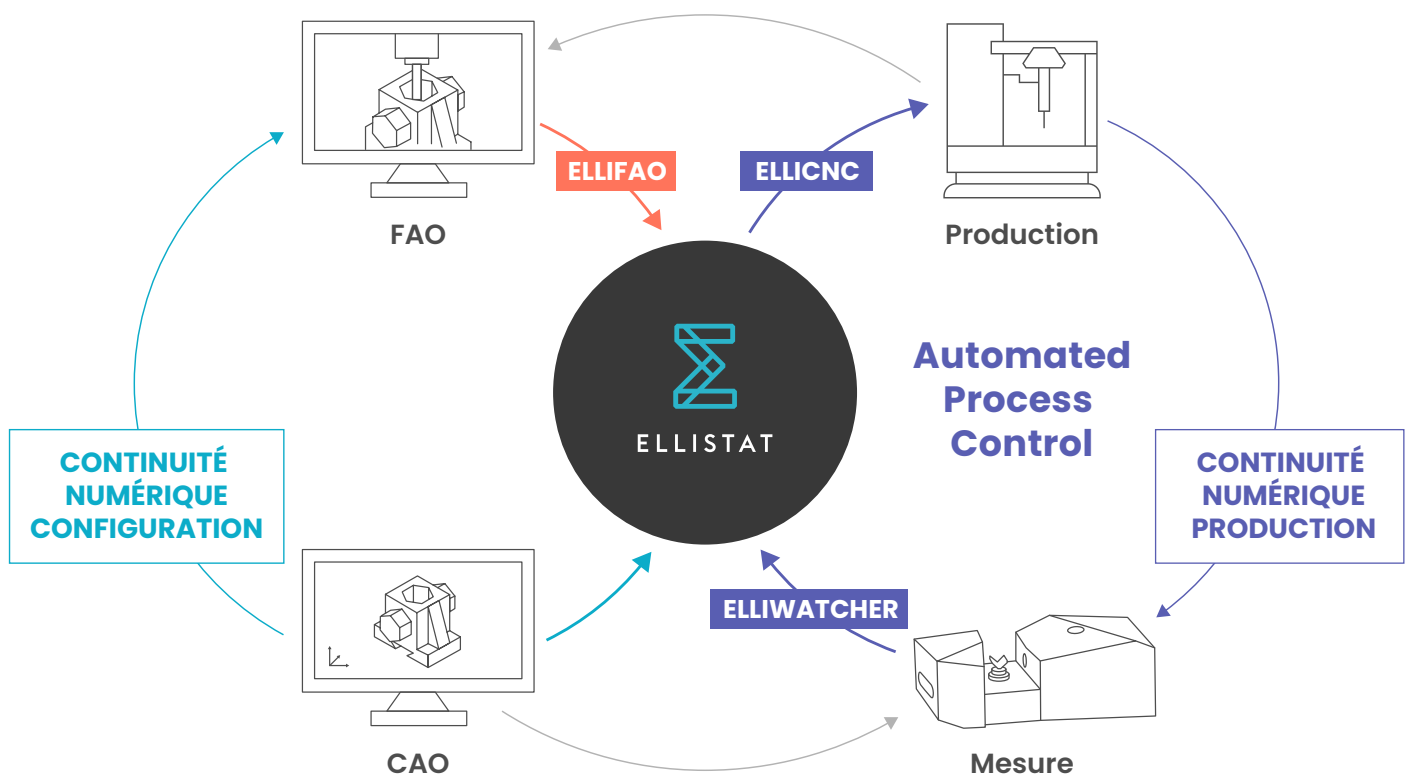 ELLIFAO
ELLICNC
FAO
Production
ELLISTAT
Automated
Process
Control
CONTINUITÉ
NUMÉRIQUE
CONFIGURATION
CONTINUITÉ
NUMÉRIQUE
PRODUCTION
ELLIWATCHER
CAO
Mesure